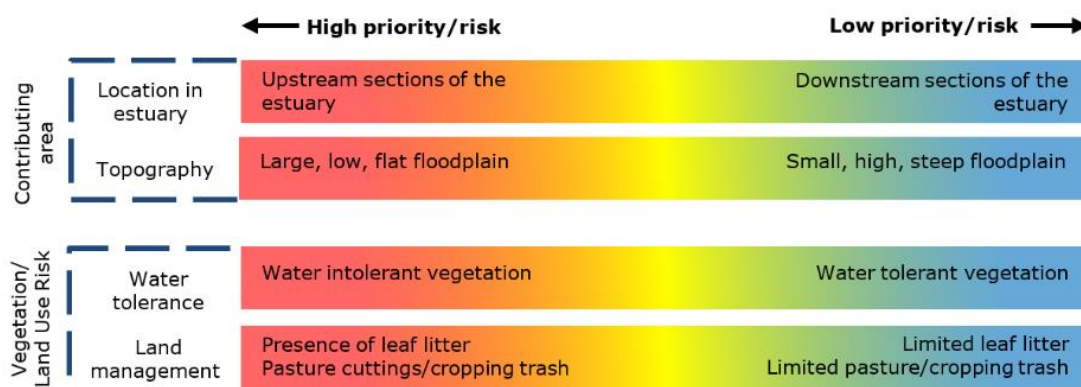 High priority/risk
Low priority/risk
Contributing
area
Location in
estuary
Upstream sections of the
estuary
Downstream sections of the
estuary
Topography
Large, low, flat floodplain
Small, high, steep floodplain
Vegetation/
Land Use Risk
Water
tolerance
Water intolerant vegetation
Water tolerant vegetation
Land
management
Presence of leaf litter
Pasture cuttings/cropping trash
Limited leaf litter
Limited pasture/cropping trash